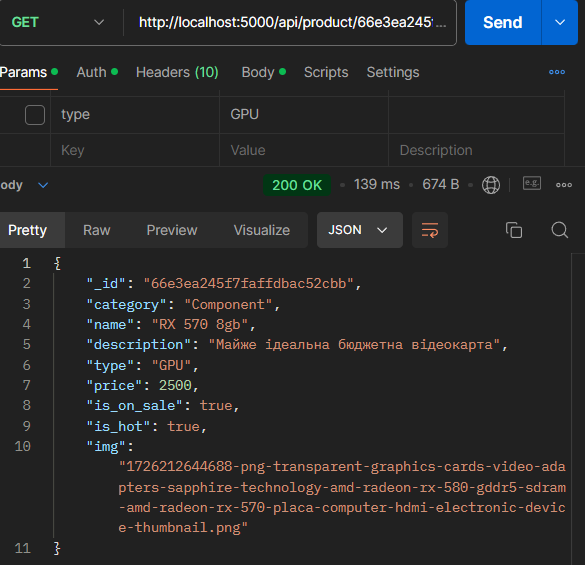 GET http://localhost:5000/api/product/66e3ea245f... Send
Params Auth Headers (10) Body Scripts Settings
type GPU
Key Value Description
ody 200 OK 139 ms 674 B e.g.
Pretty Raw Preview Visualize JSON
1 {
2 "_id": "66e3ea245f7faffdbac52cbb",
3 "category": "Component",
4 "name": "RX 570 8gb",
5 "description": "Майже ідеальна бюджетна відеокарта",
6 "type": "GPU",
7 "price": 2500,
8 "is_on_sale": true,
9 "is_hot": true,
10 "img":
"1726212644688-png-transparent-graphics-cards-video-ada
pters-sapphire-technology-amd-radeon-rx-580-gddr5-sdram
-amd-radeon-rx-570-placa-computer-hdmi-electronic-devic
e-thumbnail.png"
11 }